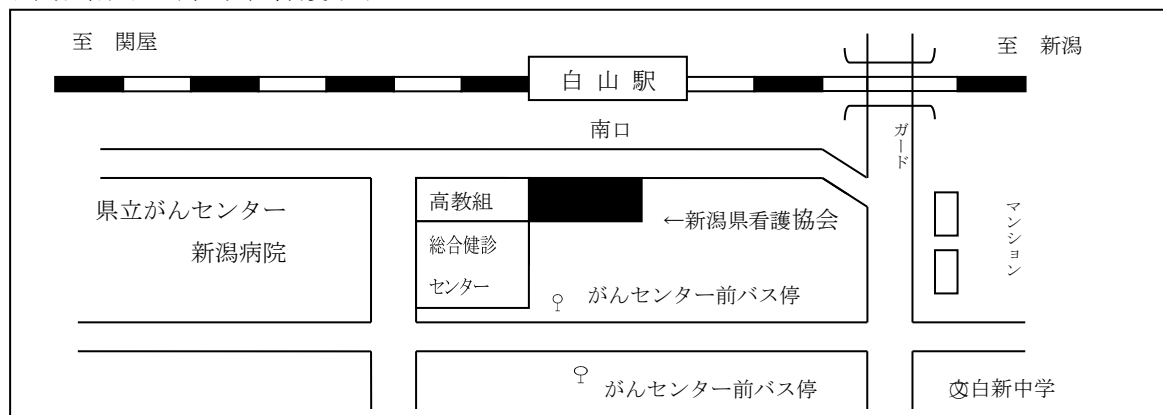 至 関屋
至 新潟
白山駅
南口
ガード
高教組
県立がんセンター
新潟病院
←新潟県看護協会
マンション
総合健診
センター
がんセンター前バス停
がんセンター前バス停
文白新中学